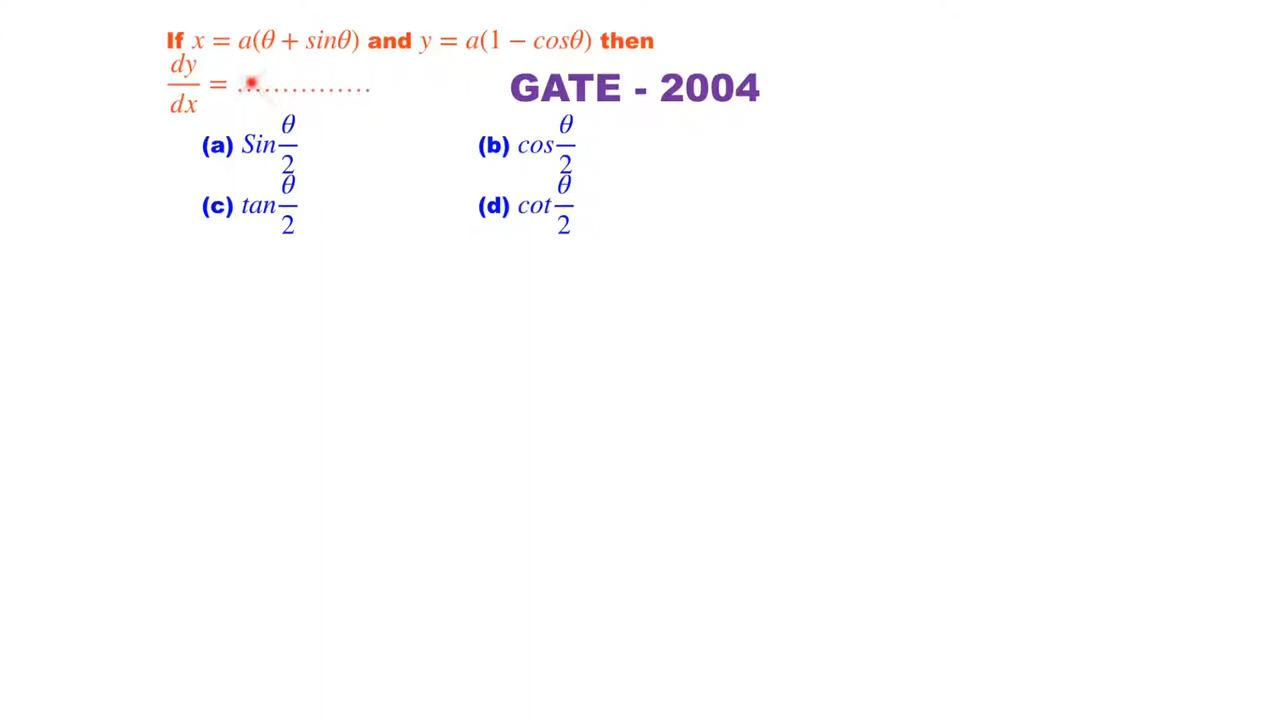 If x = a(θ + sinθ) and y = a(1 − cosθ) then
dy/dx = ...............
GATE - 2004
(a) Sin θ/2 (b) cos θ/2
(c) tan θ/2 (d) cot θ/2